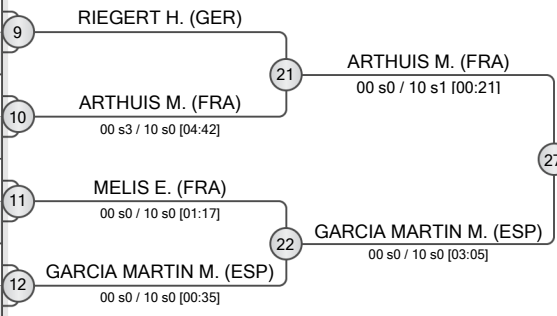 RIEGERT H. (GER)
9
ARTHUIS M. (FRA)
21
00 s0 / 10 s1 [00:21]
ARTHUIS M. (FRA)
10
00 s3 / 10 s0 [04:42]
27
MELIS E. (FRA)
11
00 s0 / 10 s0 [01:17]
GARCIA MARTIN M. (ESP)
22
00 s0 / 10 s0 [03:05]
GARCIA MARTIN M. (ESP)
12
00 s0 / 10 s0 [00:35]